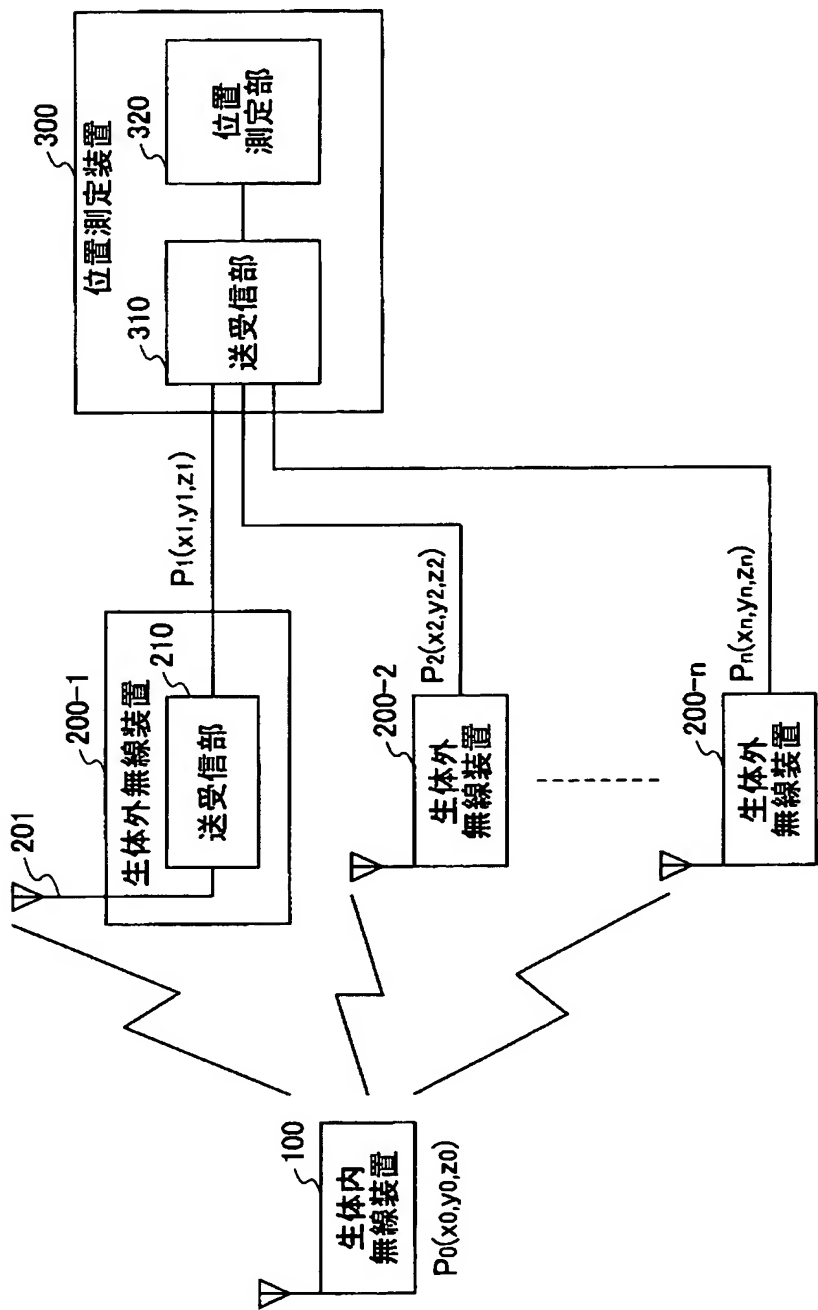 300
位置測定装置
310
送受信部
320
位置
測定部
P1(x1,y1,z1)
P2(x2,y2,z2)
Pn(xn,yn,zn)
200-1
生体外無線装置
210
送受信部
201
200-2
生体外
無線装置
200-n
生体外
無線装置
100
生体内
無線装置
P0(x0,y0,z0)